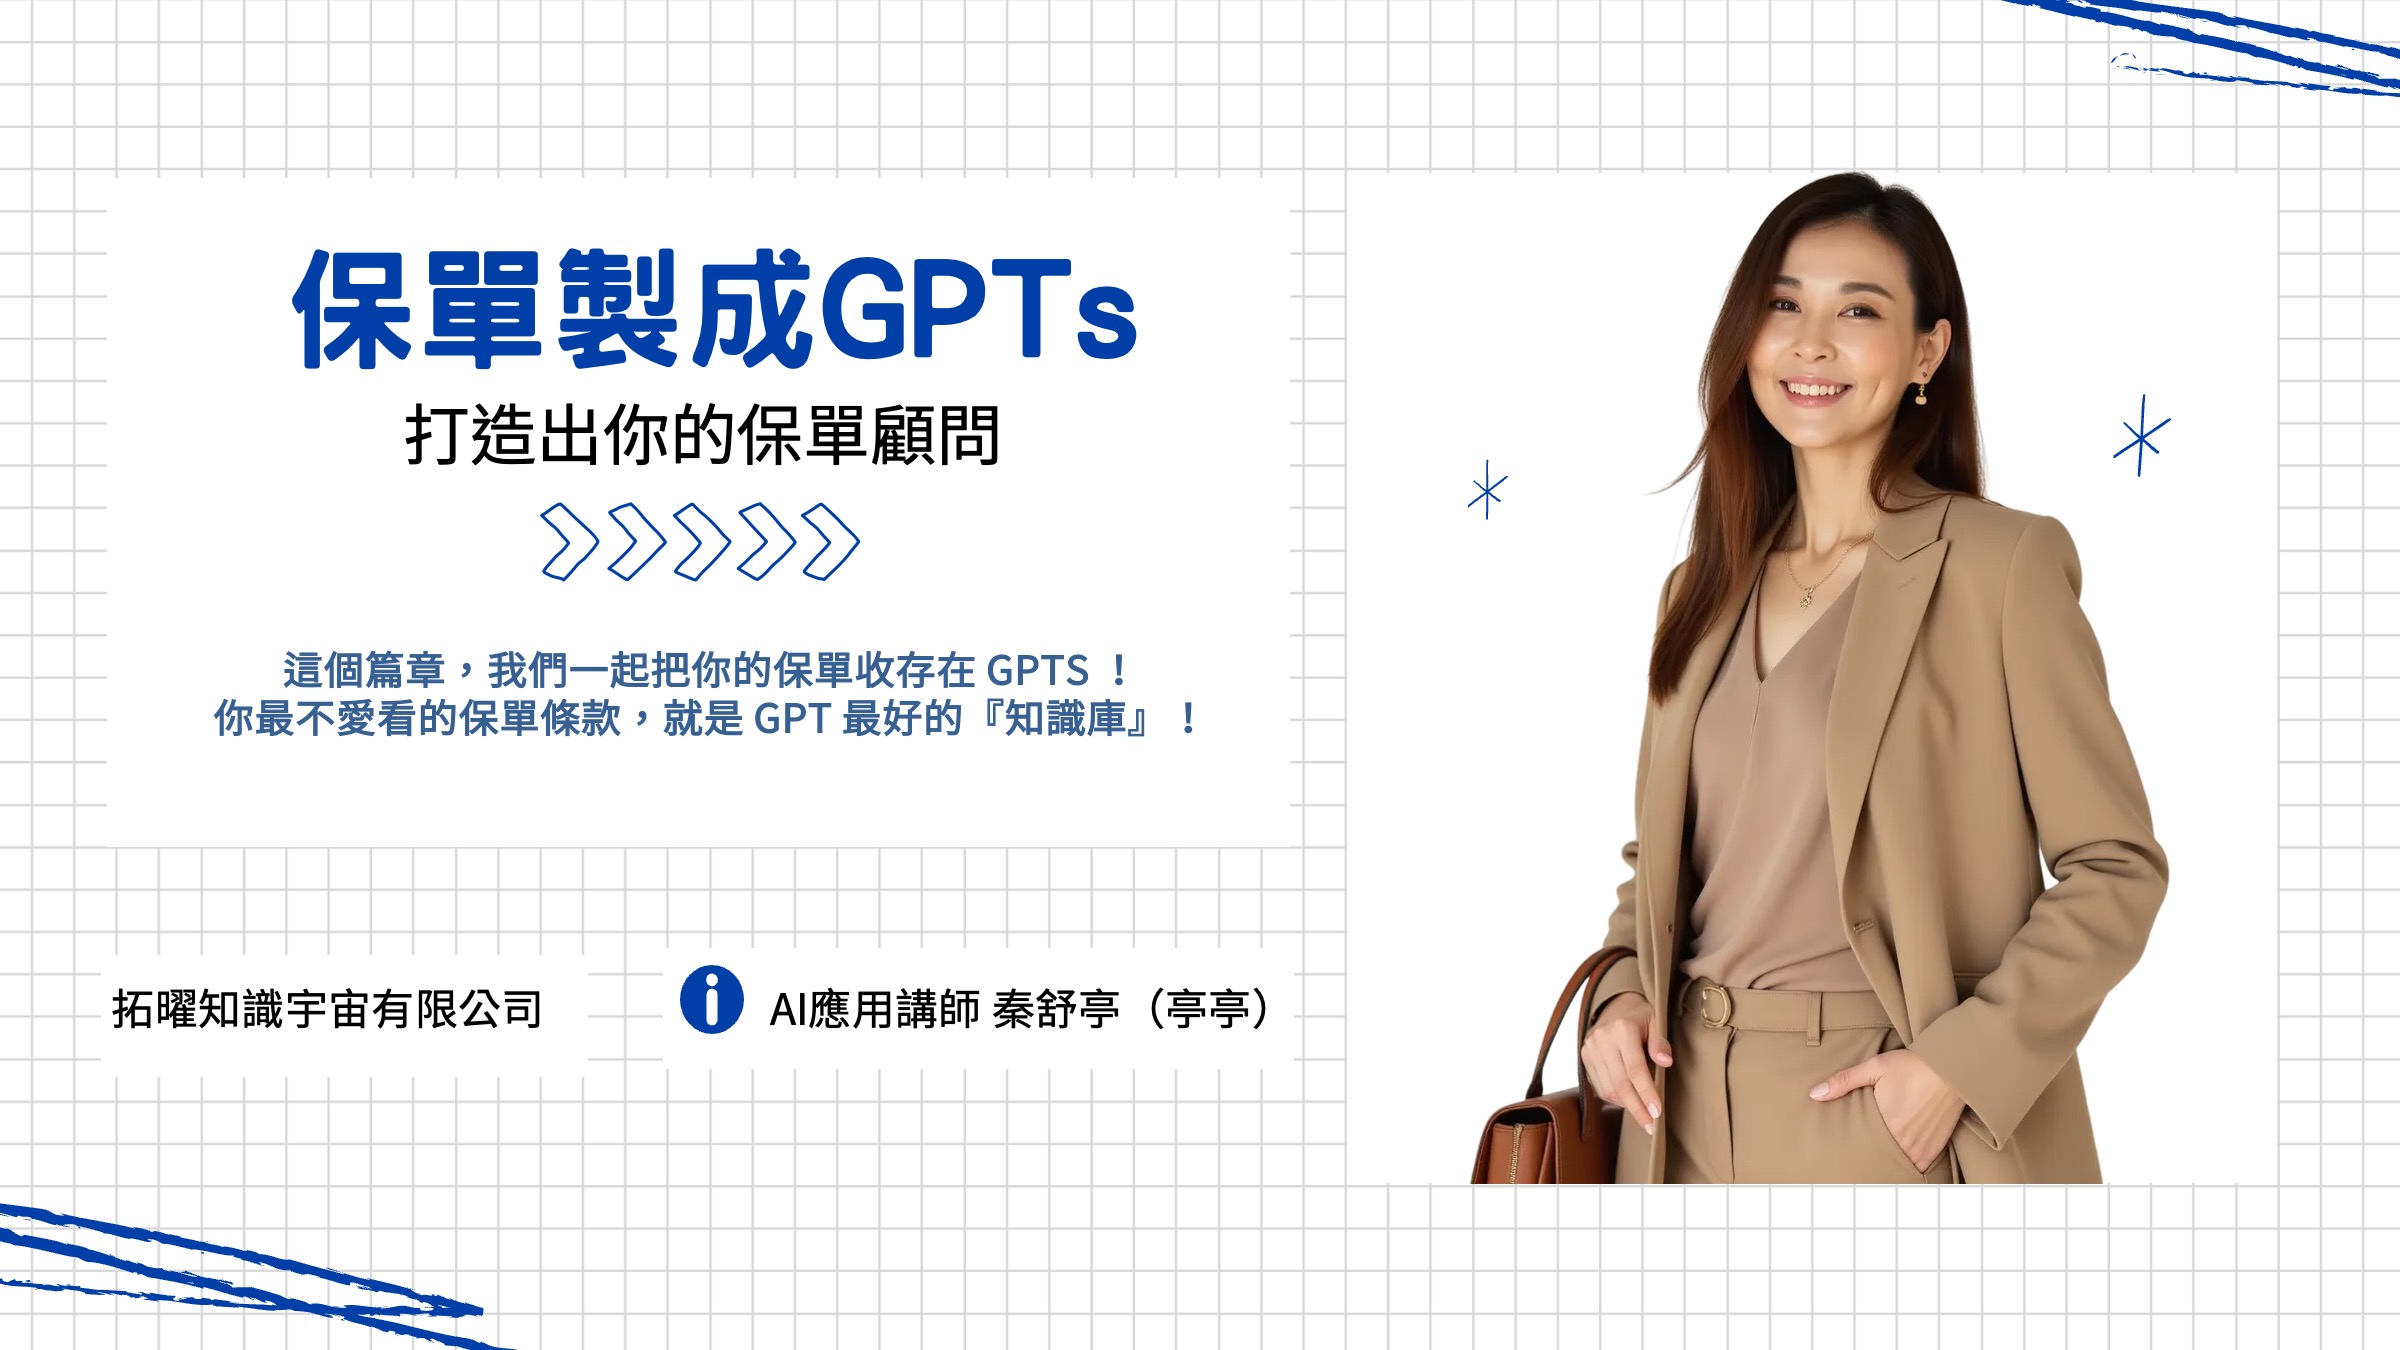 保單製成GPTs
打造出你的保單顧問
這個篇章，我們一起把你的保單收存在 GPTS ！
你最不愛看的保單條款，就是 GPT 最好的『知識庫』 ！
拓曜知識宇宙有限公司
AI應用講師 秦舒亭（亭亭）